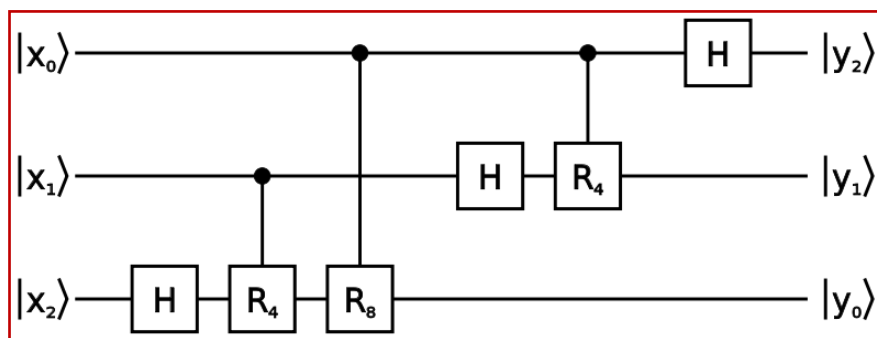 |x₀⟩ H |y₂⟩
|x₁⟩ H R₄ |y₁⟩
|x₂⟩ H R₄ R₈ |y₀⟩